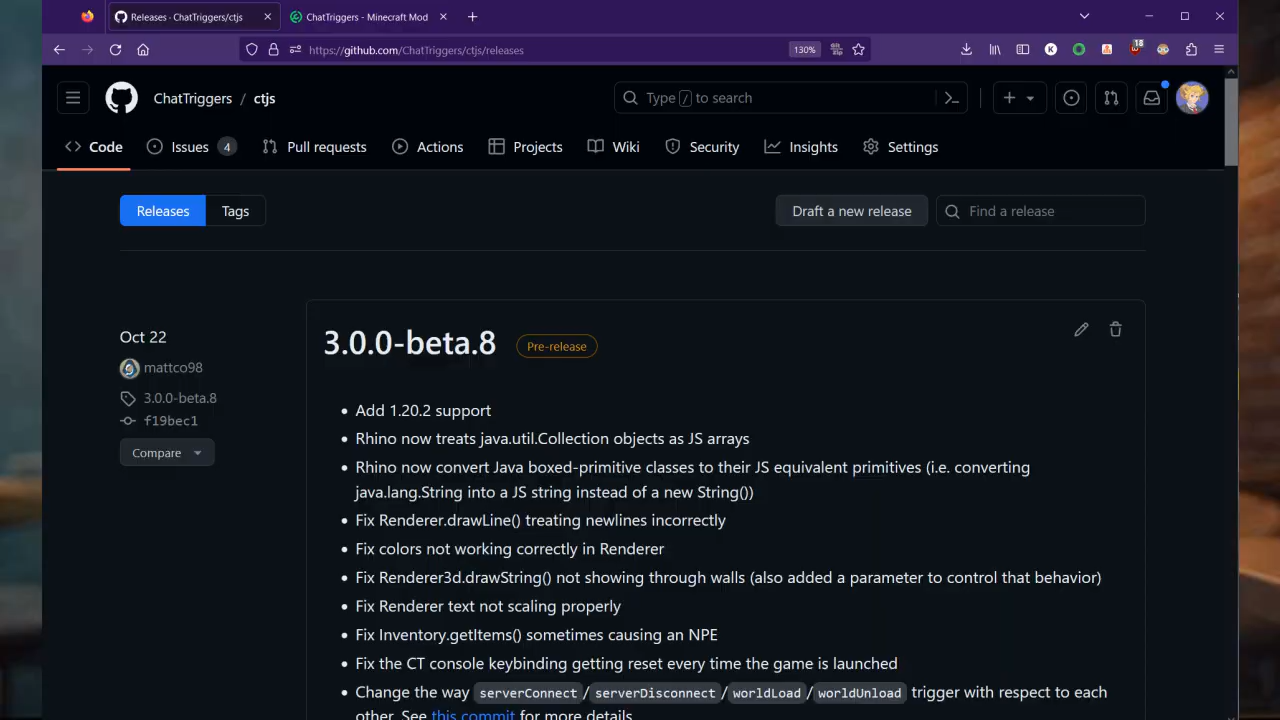 Releases · ChatTriggers/ctjs
ChatTriggers - Minecraft Mod
https://github.com/ChatTriggers/ctjs/releases
130%
18
K
ChatTriggers / ctjs
Type / to search
Code
Issues 4
Pull requests
Actions
Projects
Wiki
Security
Insights
Settings
Releases
Tags
Draft a new release
Find a release
Oct 22
mattco98
3.0.0-beta.8
f19bec1
Compare
3.0.0-beta.8
Pre-release
Add 1.20.2 support
Rhino now treats java.util.Collection objects as JS arrays
Rhino now convert Java boxed-primitive classes to their JS equivalent primitives (i.e. converting
java.lang.String into a JS string instead of a new String())
Fix Renderer.drawLine() treating newlines incorrectly
Fix colors not working correctly in Renderer
Fix Renderer3d.drawString() not showing through walls (also added a parameter to control that behavior)
Fix Renderer text not scaling properly
Fix Inventory.getItems() sometimes causing an NPE
Fix the CT console keybinding getting reset every time the game is launched
Change the way serverConnect/serverDisconnect/worldLoad/worldUnload trigger with respect to each
other. See this commit for more details